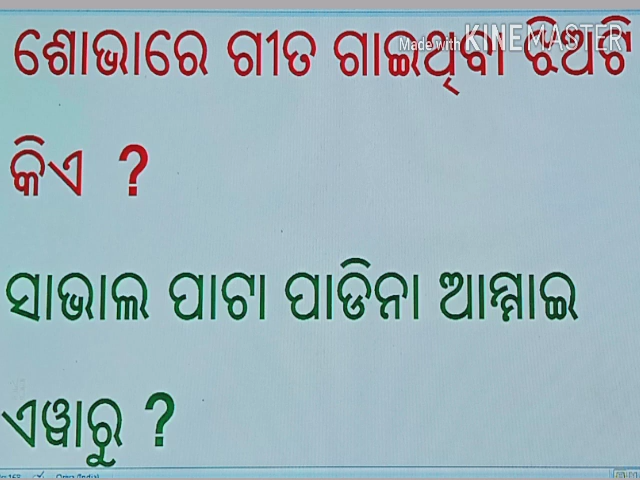 ଶୋଭାରେ ଗୀତ ଗାଇଥିବା ଝିଅଟି
Made with KINEMASTER
କିଏ ?
ସାଭାଲ ପାଟା ପାଡିନା ଆମ୍ମାଇ
ଏୱାରୁ ?